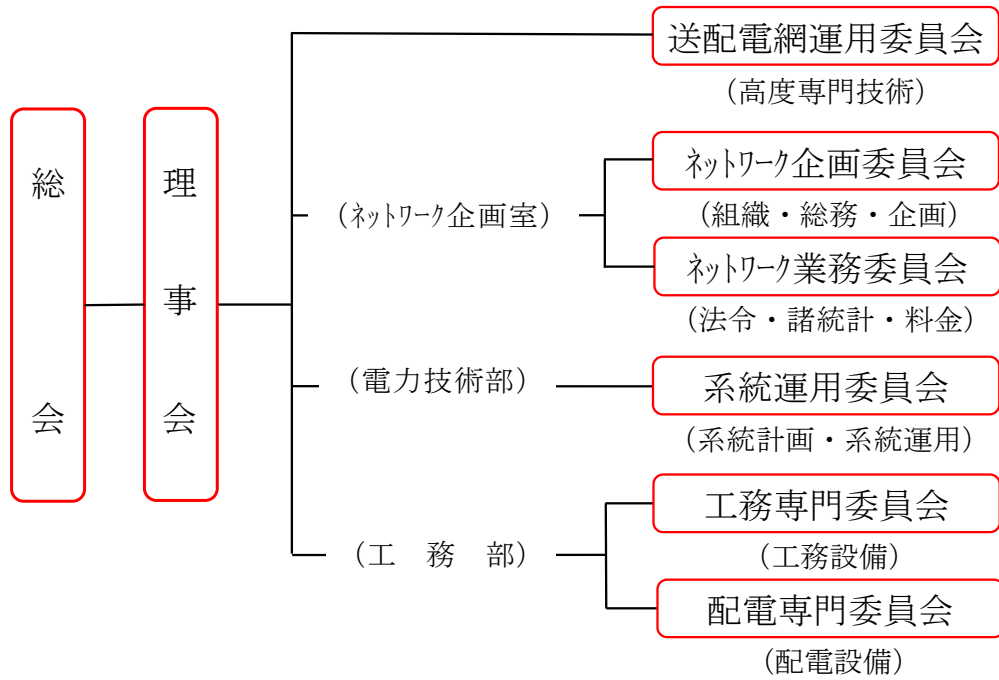 総会
理事会
送配電網運用委員会
（高度専門技術）
（ﾈｯﾄﾜｰｸ企画室）
ﾈｯﾄﾜｰｸ企画委員会
（組織・総務・企画）
ﾈｯﾄﾜｰｸ業務委員会
（法令・諸統計・料金）
（電力技術部）
系統運用委員会
（系統計画・系統運用）
（工　務　部）
工務専門委員会
（工務設備）
配電専門委員会
（配電設備）